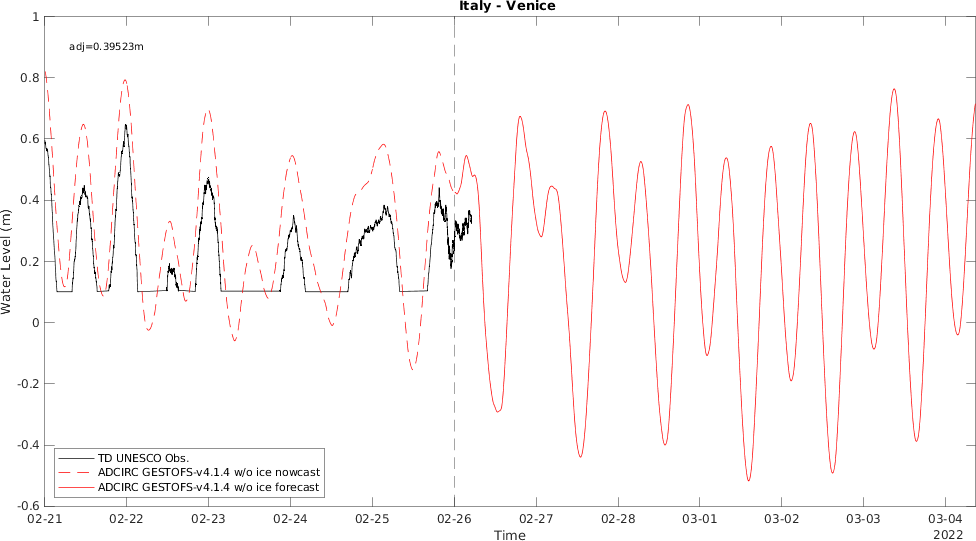 Italy - Venice
adj=0.39523m
Water Level (m)
1
0.8
0.6
0.4
0.2
0
-0.2
-0.4
-0.6
TD UNESCO Obs.
ADCIRC GESTOFS-v4.1.4 w/o ice nowcast
ADCIRC GESTOFS-v4.1.4 w/o ice forecast
02-21 02-22 02-23 02-24 02-25 02-26 02-27 02-28 03-01 03-02 03-03 03-04
Time
2022